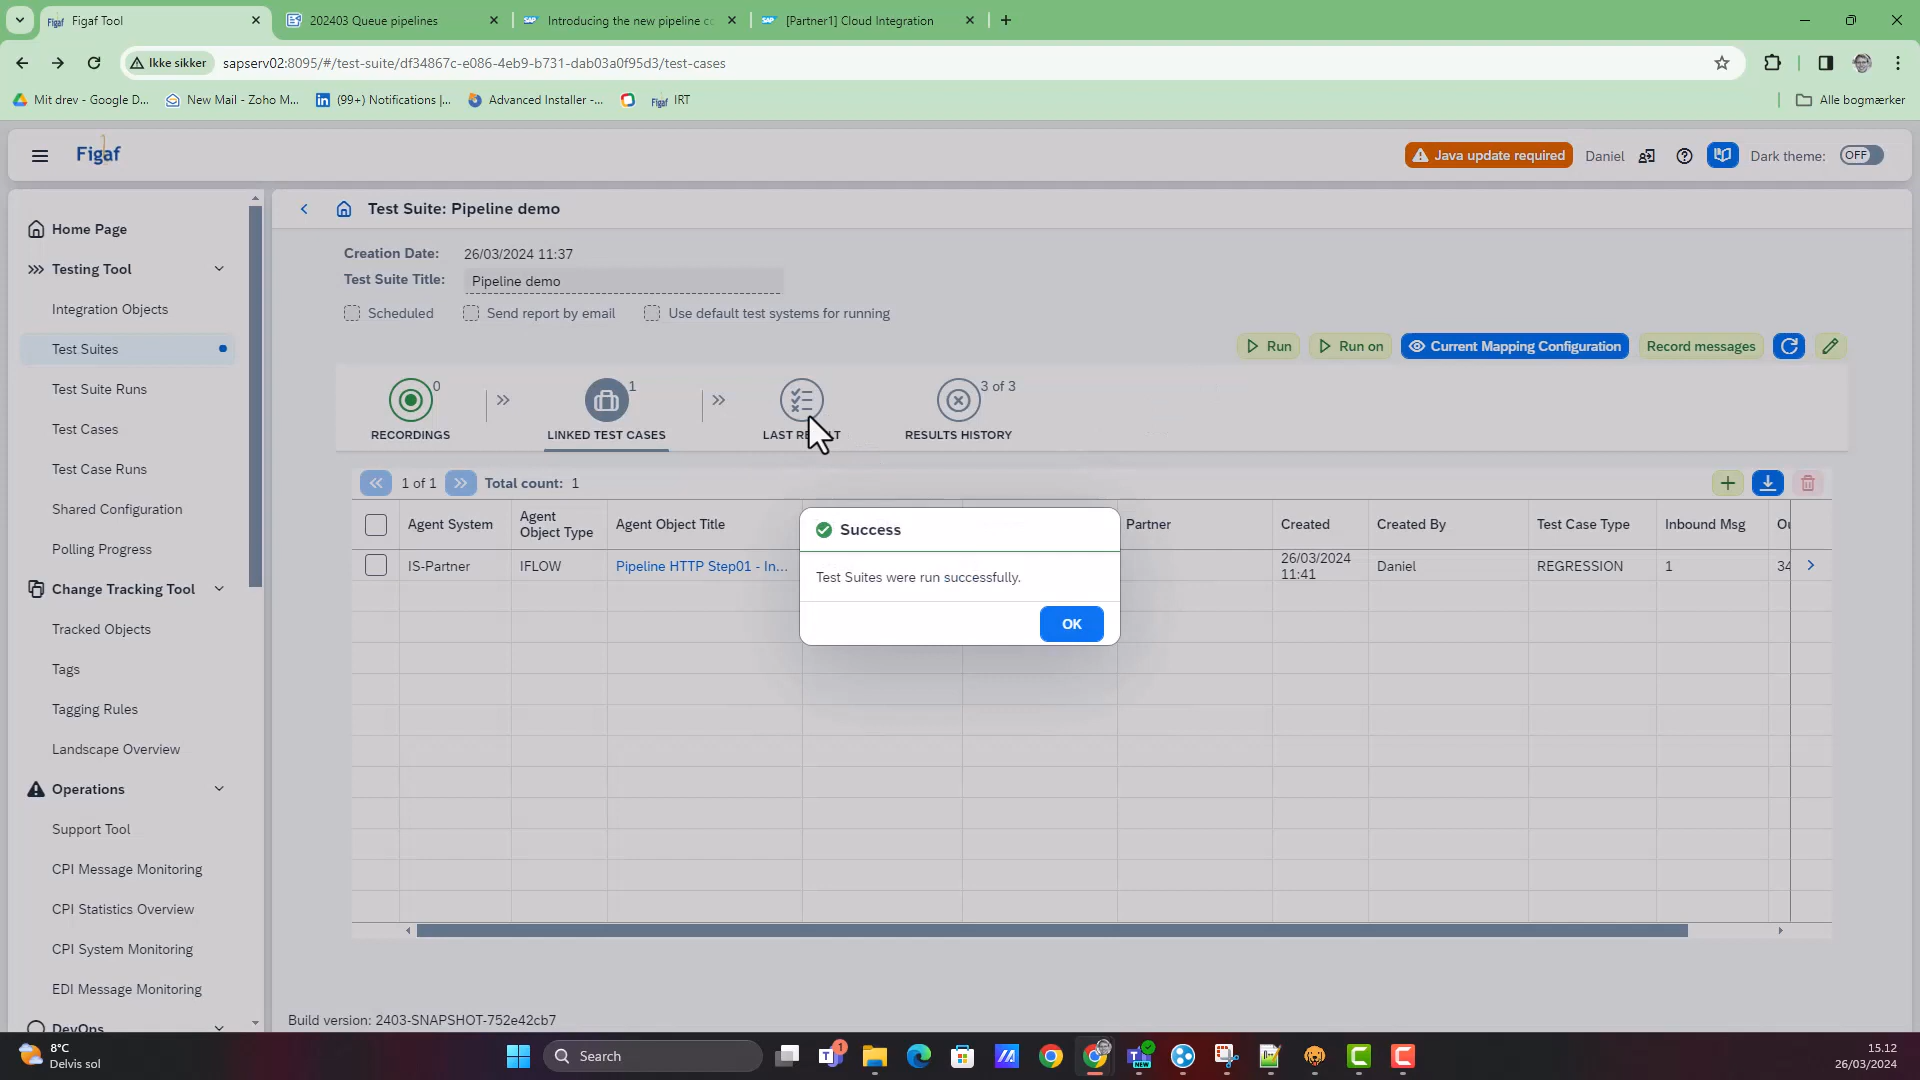 Figaf Tool
202403 Queue pipelines
Introducing the new pipeline co
[Partner1] Cloud Integration
Ikke sikker
sapserv02:8095/#/test-suite/df34867c-e086-4eb9-b731-dab03a0f95d3/test-cases
Mit drev - Google D...
New Mail - Zoho M...
(99+) Notifications |...
Advanced Installer -...
Figaf IRT
Alle bogmærker
Figaf
Java update required
Daniel
Dark theme:
OFF
Home Page
Testing Tool
Integration Objects
Test Suites
Test Suite Runs
Test Cases
Test Case Runs
Shared Configuration
Polling Progress
Change Tracking Tool
Tracked Objects
Tags
Tagging Rules
Landscape Overview
Operations
Support Tool
CPI Message Monitoring
CPI Statistics Overview
CPI System Monitoring
EDI Message Monitoring
DevOps
Test Suite: Pipeline demo
Creation Date: 26/03/2024 11:37
Test Suite Title: Pipeline demo
Scheduled
Send report by email
Use default test systems for running
Run
Run on
Current Mapping Configuration
Record messages
0
RECORDINGS
1
LINKED TEST CASES
LAST RESULT
3 of 3
RESULTS HISTORY
1 of 1
Total count: 1
Agent System
Agent Object Type
Agent Object Title
Partner
Created
Created By
Test Case Type
Inbound Msg
Ou
IS-Partner
IFLOW
Pipeline HTTP Step01 - In...
26/03/2024
11:41
Daniel
REGRESSION
1
34
Success
Test Suites were run successfully.
OK
Build version: 2403-SNAPSHOT-752e42cb7
8°C
Delvis sol
Search
1
NEW
15.12
26/03/2024